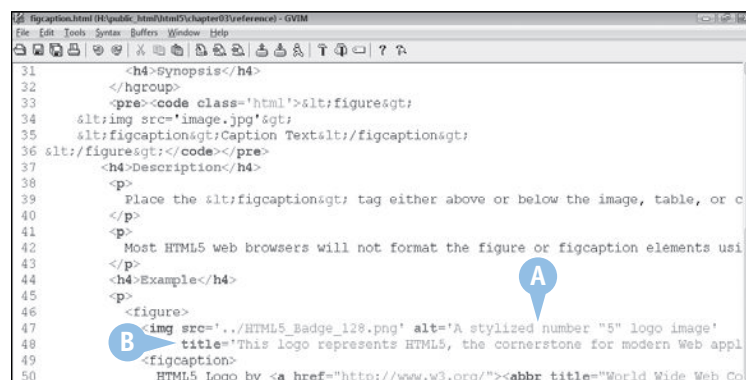 figcaption.html (H:\public_html\html5\chapter03\reference) - GVIM
File Edit Tools Syntax Buffers Window Help
31 <h4>Synopsis</h4>
32 </hgroup>
33 <pre><code class='html'>&lt;figure&gt;
34 &lt;img src='image.jpg'&gt;
35 &lt;figcaption&gt;Caption Text&lt;/figcaption&gt;
36 &lt;/figure&gt;</code></pre>
37 <h4>Description</h4>
38 <p>
39 Place the &lt;figcaption&gt; tag either above or below the image, table, or c
40 </p>
41 <p>
42 Most HTML5 web browsers will not format the figure or figcaption elements usi
43 </p>
44 <h4>Example</h4>
45 <p>
46 <figure>
47 <img src='../HTML5_Badge_128.png' alt='A stylized number "5" logo image'
48 title='This logo represents HTML5, the cornerstone for modern Web appl
49 <figcaption>
50 HTML5 Logo by <a href="http://www.w3.org/"><abbr title="World Wide Web Co
A
B